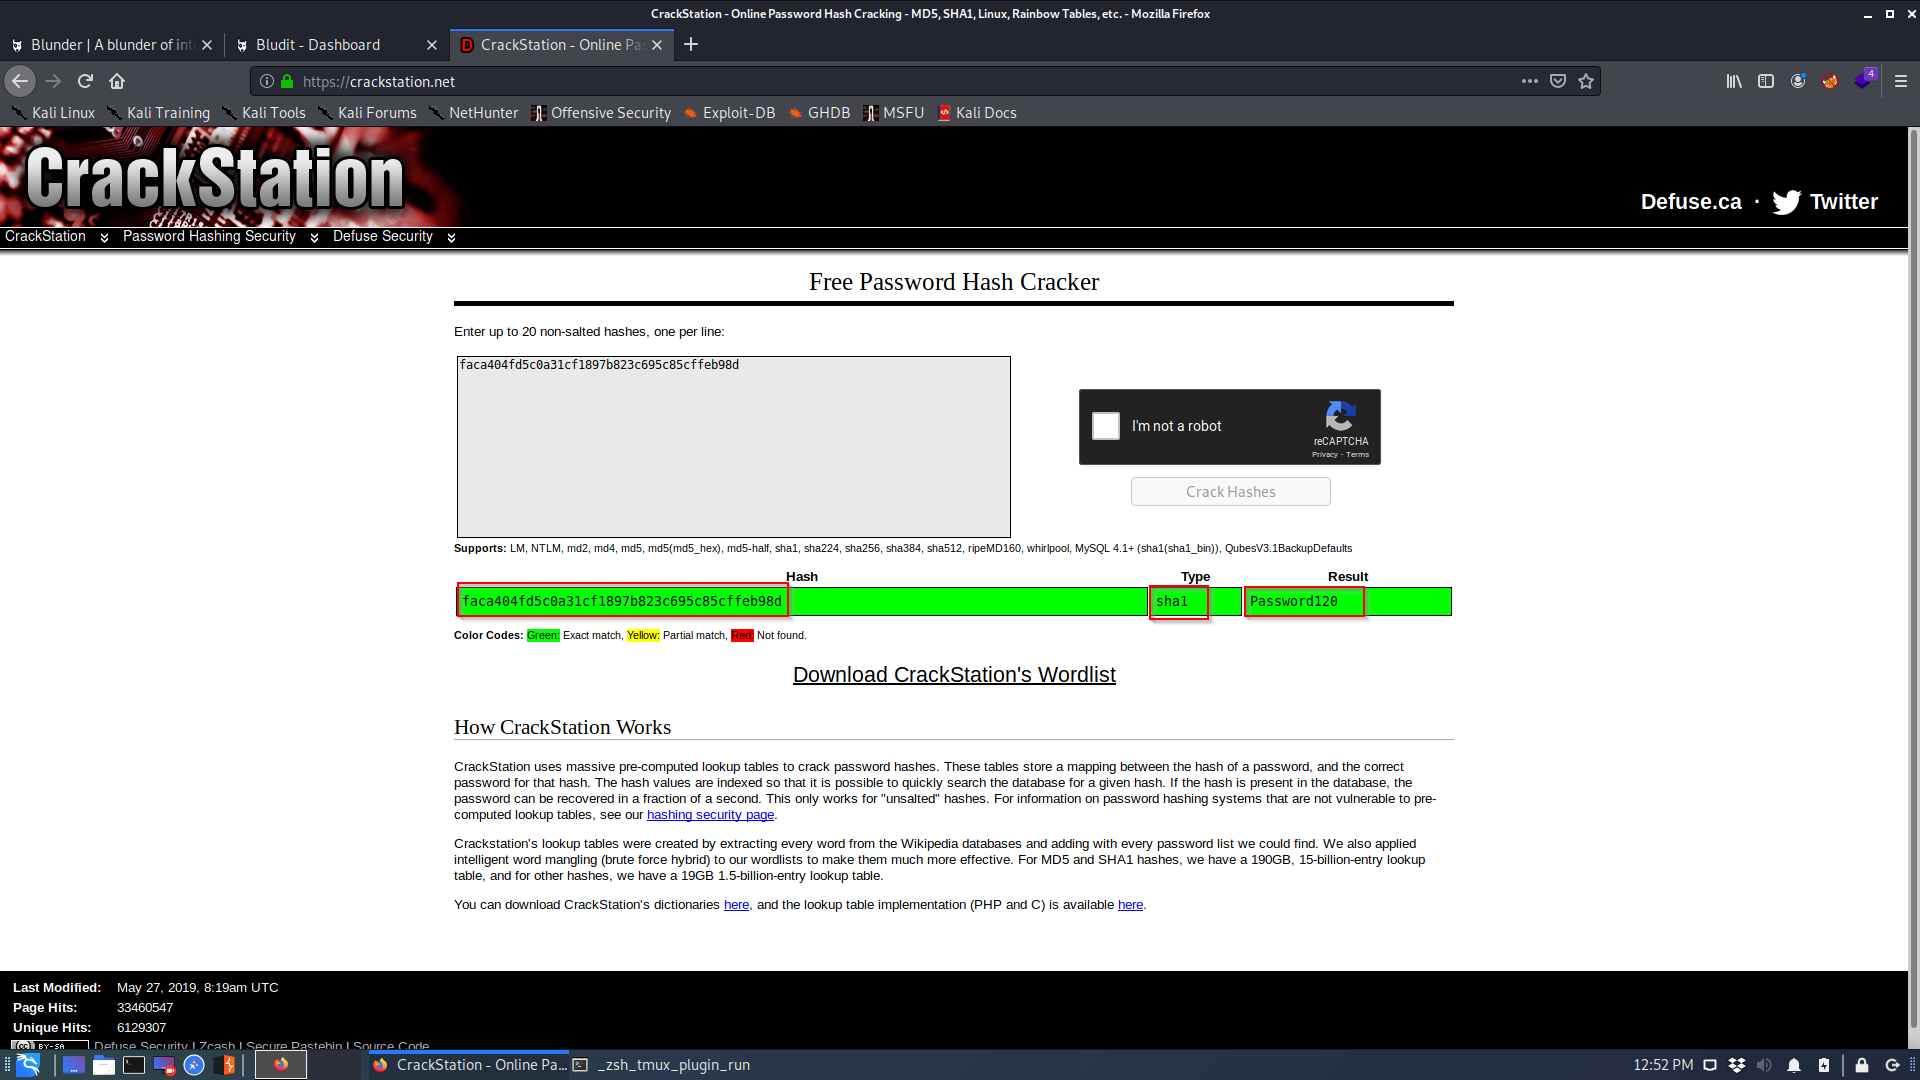 CrackStation - Online Password Hash Cracking - MD5, SHA1, Linux, Rainbow Tables, etc. - Mozilla Firefox
Blunder | A blunder of int
Bludit - Dashboard
CrackStation - Online Pa
https://crackstation.net
4
Kali Linux
Kali Training
Kali Tools
Kali Forums
NetHunter
Offensive Security
Exploit-DB
GHDB
MSFU
Kali Docs
CrackStation
Defuse.ca · Twitter
CrackStation
Password Hashing Security
Defuse Security
Free Password Hash Cracker
Enter up to 20 non-salted hashes, one per line:
faca404fd5c0a31cf1897b823c695c85cffeb98d
I'm not a robot
reCAPTCHA
Privacy - Terms
Crack Hashes
Supports: LM, NTLM, md2, md4, md5, md5(md5_hex), md5-half, sha1, sha224, sha256, sha384, sha512, ripeMD160, whirlpool, MySQL 4.1+ (sha1(sha1_bin)), QubesV3.1BackupDefaults
Hash Type Result
faca404fd5c0a31cf1897b823c695c85cffeb98d sha1 Password120
Color Codes: Green: Exact match, Yellow: Partial match, Red: Not found.
Download CrackStation's Wordlist
How CrackStation Works
CrackStation uses massive pre-computed lookup tables to crack password hashes. These tables store a mapping between the hash of a password, and the correct
password for that hash. The hash values are indexed so that it is possible to quickly search the database for a given hash. If the hash is present in the database, the
password can be recovered in a fraction of a second. This only works for "unsalted" hashes. For information on password hashing systems that are not vulnerable to pre-
computed lookup tables, see our hashing security page.
Crackstation's lookup tables were created by extracting every word from the Wikipedia databases and adding with every password list we could find. We also applied
intelligent word mangling (brute force hybrid) to our wordlists to make them much more effective. For MD5 and SHA1 hashes, we have a 190GB, 15-billion-entry lookup
table, and for other hashes, we have a 19GB 1.5-billion-entry lookup table.
You can download CrackStation's dictionaries here, and the lookup table implementation (PHP and C) is available here.
Last Modified: May 27, 2019, 8:19am UTC
Page Hits: 33460547
Unique Hits: 6129307
(cc) BY-SA Defuse Security | Zcash | Secure Pastebin | Source Code
CrackStation - Online Pa...
_zsh_tmux_plugin_run
12:52 PM